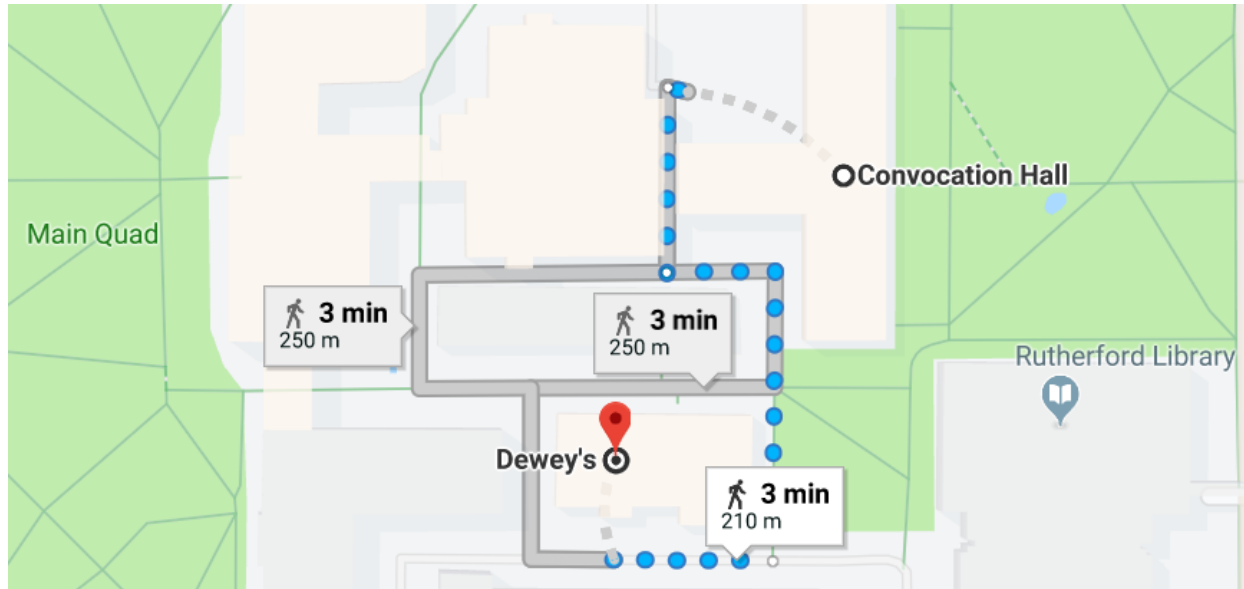 Convocation Hall
Main Quad
3 min
250 m
3 min
250 m
Rutherford Library
Dewey's
3 min
210 m